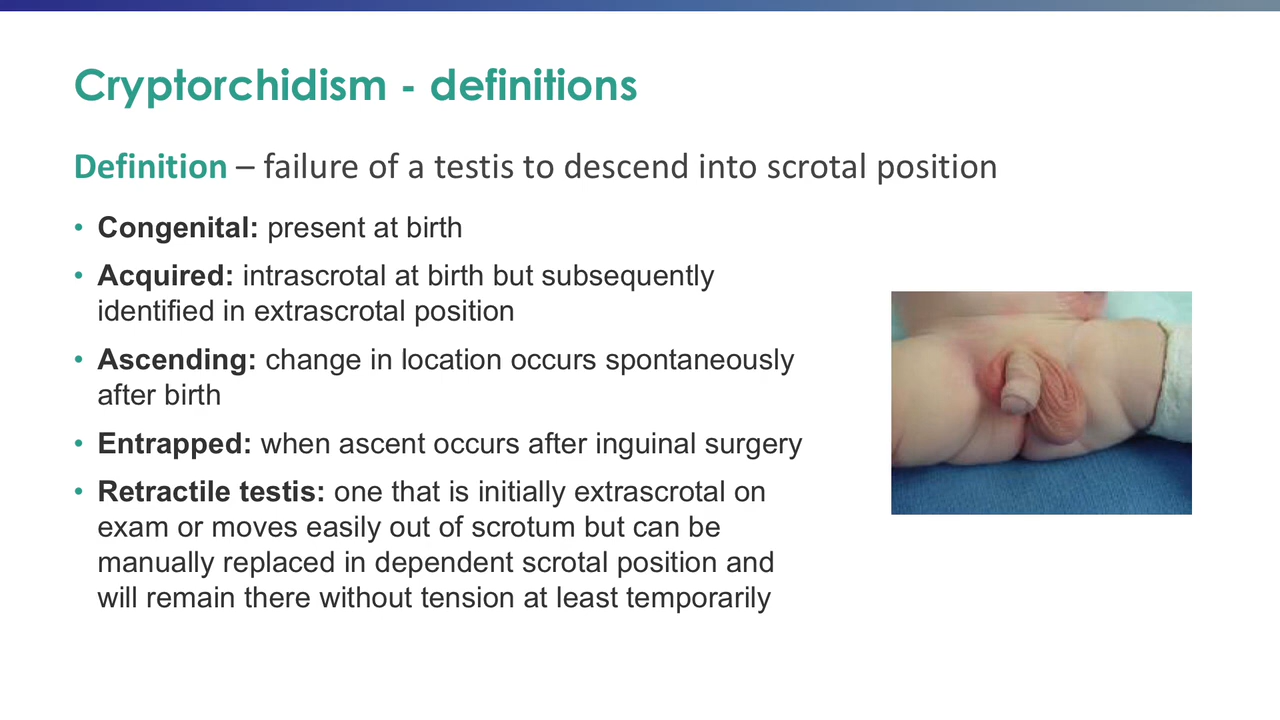 Cryptorchidism - definitions
Definition – failure of a testis to descend into scrotal position
• Congenital: present at birth
• Acquired: intrascrotal at birth but subsequently
identified in extrascrotal position
• Ascending: change in location occurs spontaneously
after birth
• Entrapped: when ascent occurs after inguinal surgery
• Retractile testis: one that is initially extrascrotal on
exam or moves easily out of scrotum but can be
manually replaced in dependent scrotal position and
will remain there without tension at least temporarily